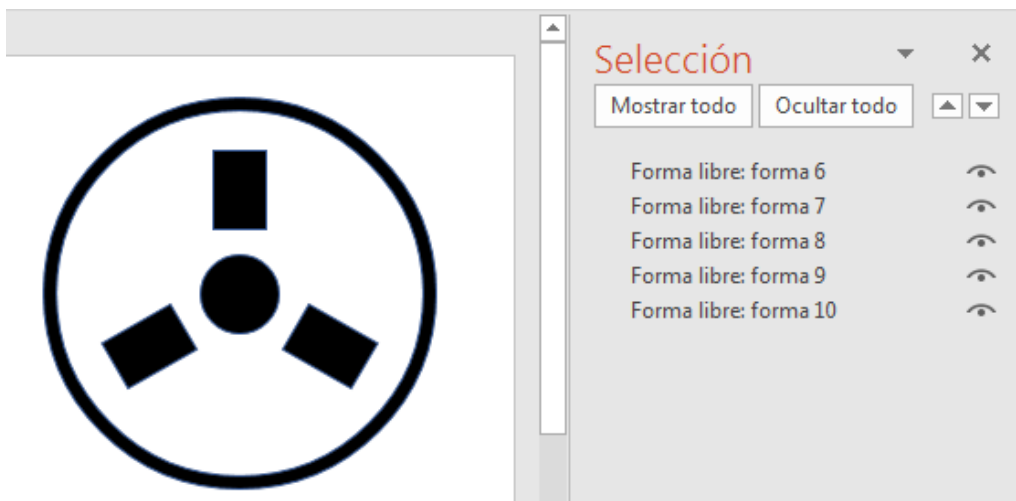 Selección
Mostrar todo Ocultar todo
Forma libre: forma 6
Forma libre: forma 7
Forma libre: forma 8
Forma libre: forma 9
Forma libre: forma 10